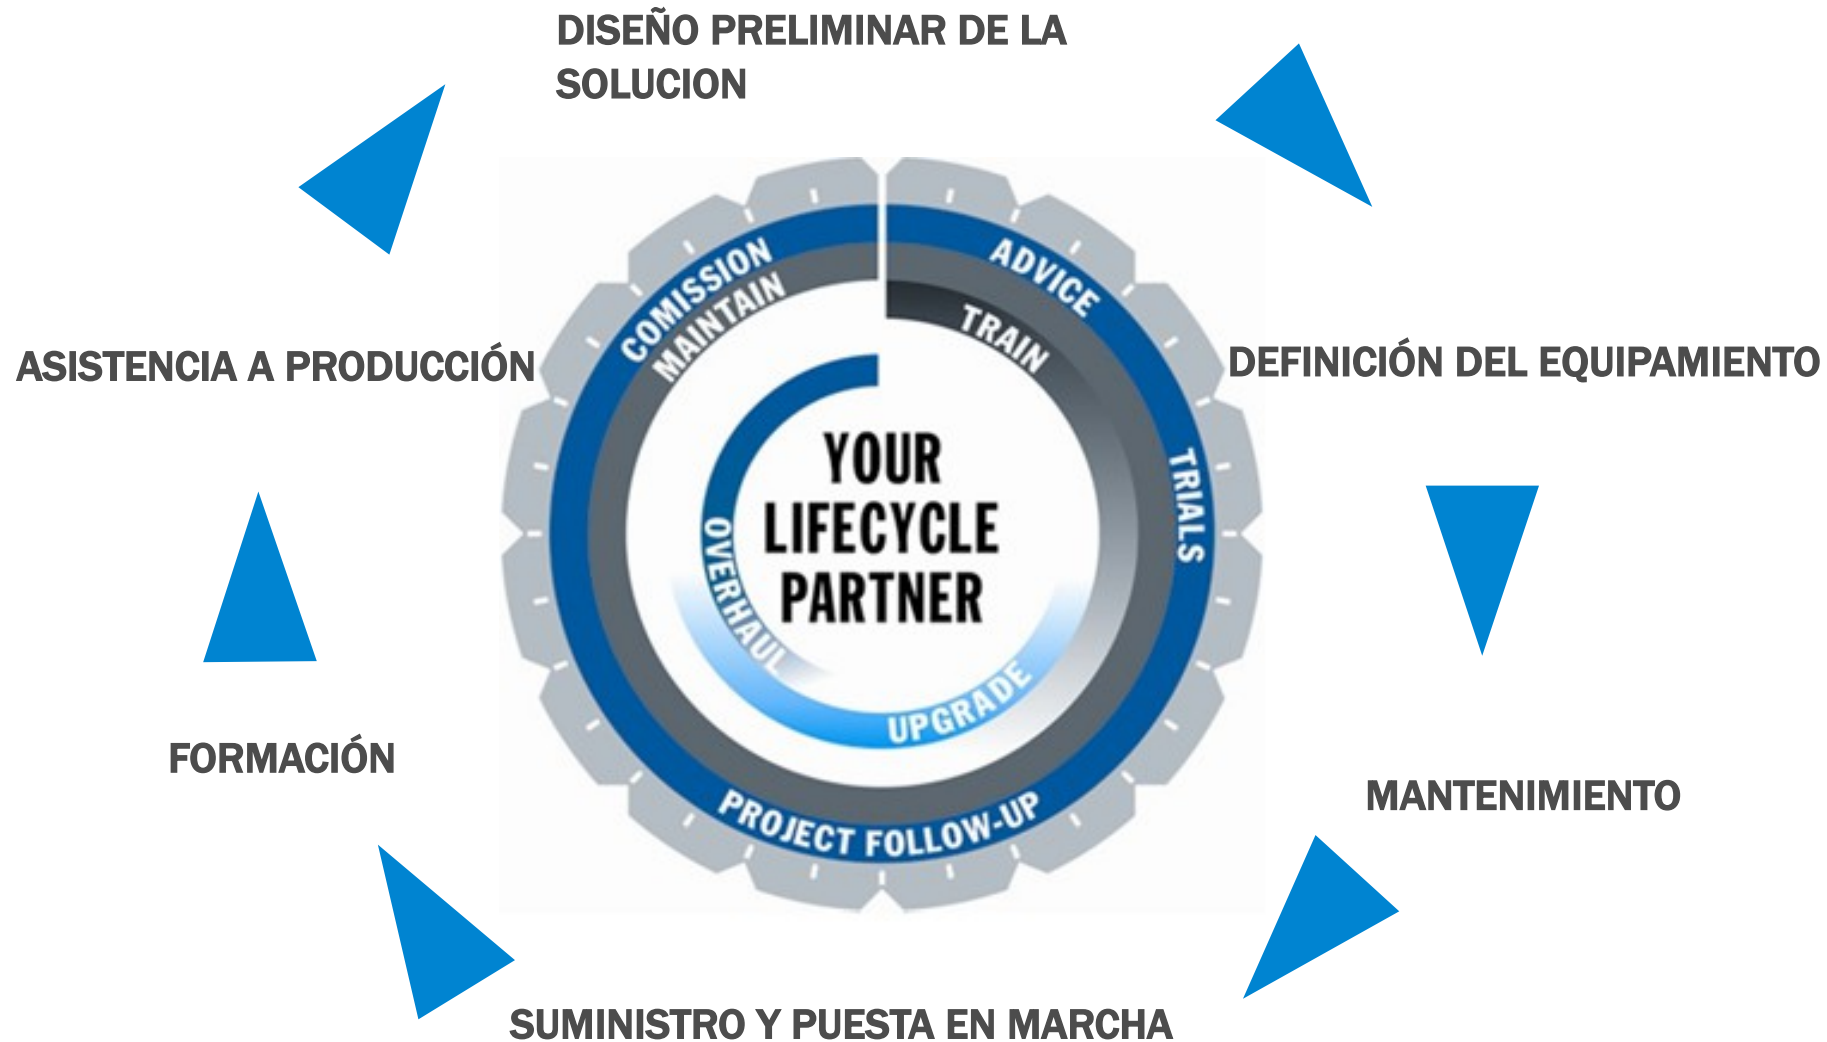 DISEÑO PRELIMINAR DE LA
SOLUCION
COMISSION
MAINTAIN
ADVICE
TRAIN
ASISTENCIA A PRODUCCIÓN
DEFINICIÓN DEL EQUIPAMIENTO
YOUR
LIFECYCLE
PARTNER
TRIALS
OVERHAUL
UPGRADE
FORMACIÓN
MANTENIMIENTO
PROJECT FOLLOW-UP
SUMINISTRO Y PUESTA EN MARCHA